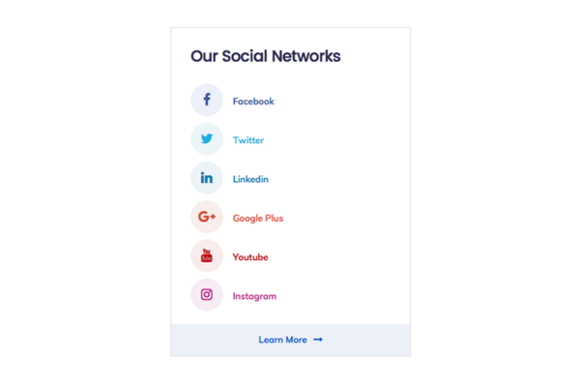 Our Social Networks
Facebook
Twitter
Linkedin
Google Plus
Youtube
Instagram
Learn More